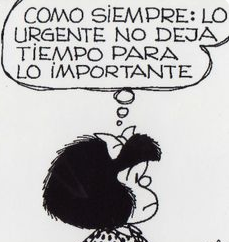 COMO SIEMPRE: LO
URGENTE NO DEJA
TIEMPO PARA
LO IMPORTANTE